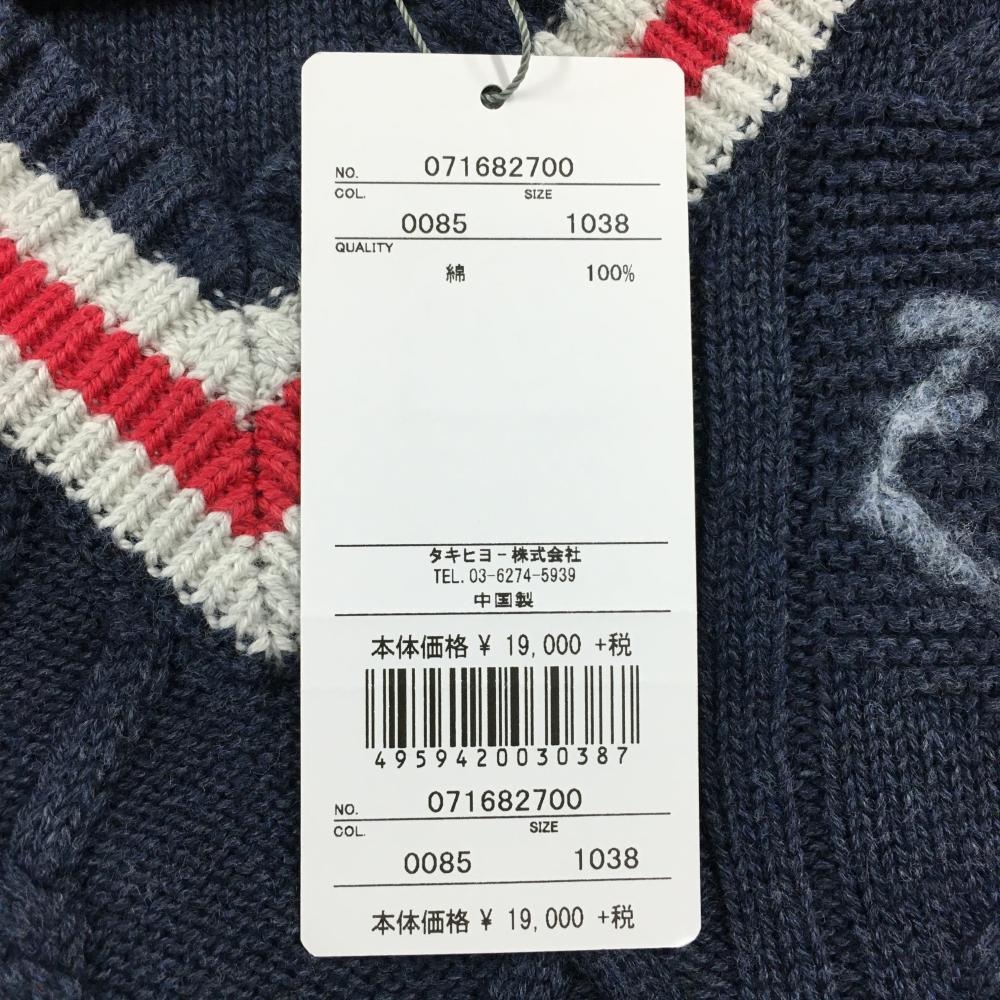 NO. 071682700
COL. SIZE
0085 1038
QUALITY
綿 100%
タキヒヨー株式会社
TEL. 03-6274-5939
中国製
本体価格 ¥ 19,000 +税
4959420030387
NO. 071682700
COL. SIZE
0085 1038
本体価格 ¥ 19,000 +税